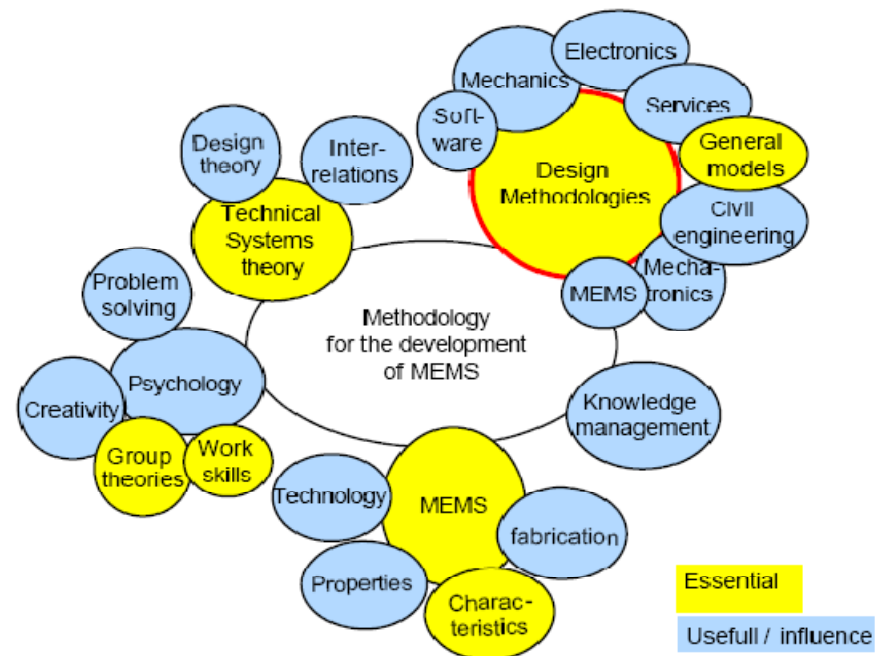 Electronics
Mechanics
Services
Soft-
ware
General
models
Design
Methodologies
Design
theory
Inter-
relations
Technical
Systems
theory
Civil
engineering
Mecha-
tronics
MEMS
Problem
solving
Methodology
for the development
of MEMS
Psychology
Creativity
Knowledge
management
Group
theories
Work
skills
Technology
MEMS
fabrication
Properties
Charac-
teristics
Essential
Usefull / influence